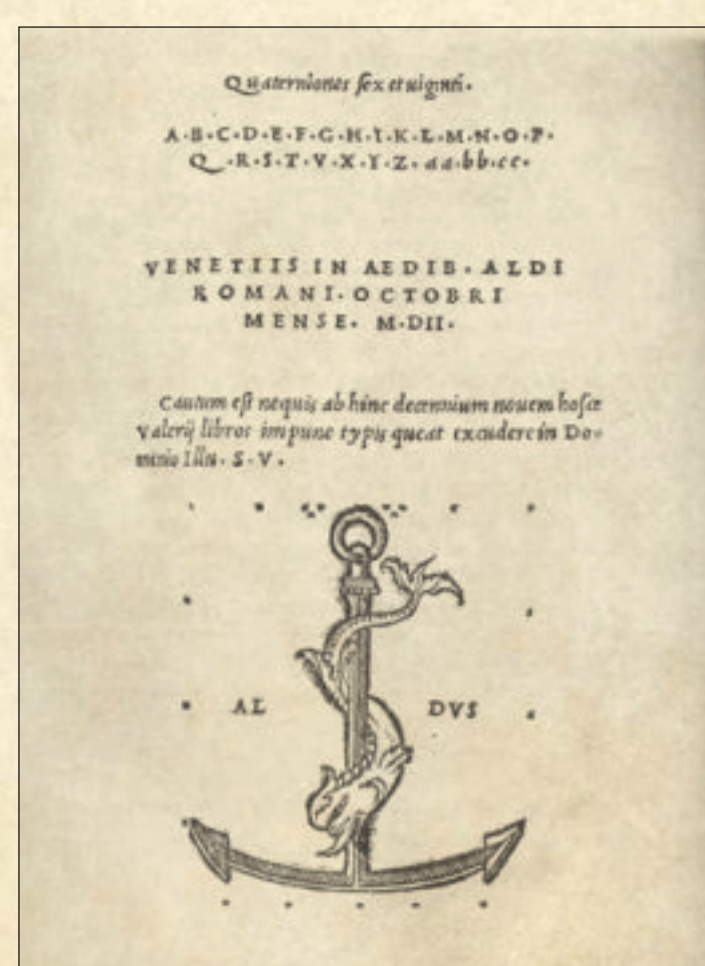 Quaterniones sex et uiginti.
A·B·C·D·E·F·G·H·I·K·L·M·N·O·P·
Q·R·S·T·V·X·Y·Z·aa·bb·cc·
VENETIIS IN AEDIB. ALDI
ROMANI. OCTOBRI
MENSE. M.DII.
Cautum est nequis ab hinc decennium nouem hosce
Valerij libros impune typis queat excudere in Do-
minio Illu. S. V.
AL DVS